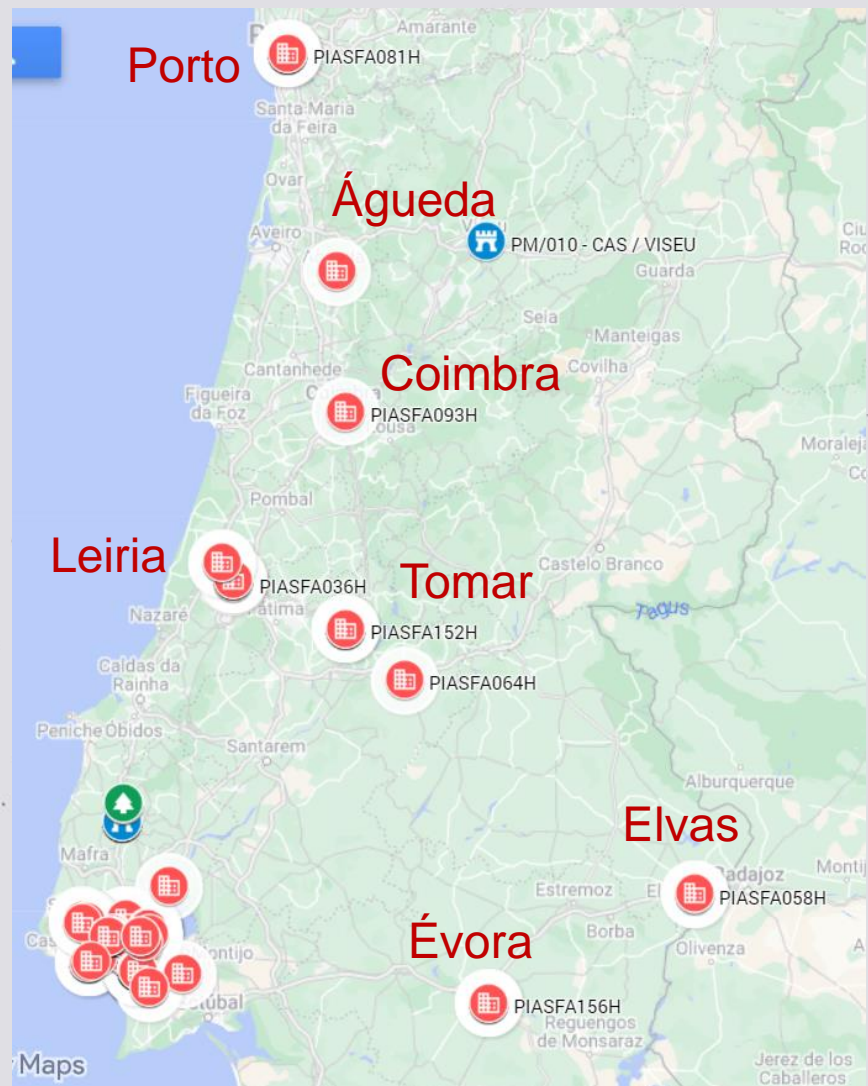 Amarante
Porto
PIASFA081H
Santa Maria
da Feira
Ovar
Águeda
Aveiro
PM/010 - CAS / VISEU
Guarda
Seia
Manteigas
Cantanhede
Coimbra
Covilha
Figueira
da Foz
PIASFA093H
Lousa
Moraleja
Pombal
Leiria
Castelo Branco
PIASFA036H
Tomar
Tagus
Nazaré
Fátima
PIASFA152H
Caldas da
Rainha
PIASFA064H
Peniche
Óbidos
Santarem
Alburquerque
Elvas
Mafra
Badajoz
Estremoz
PIASFA058H
Borba
Évora
Olivenza
PIASFA156H
Reguengos
de Monsaraz
Maps
Jerez de los
Caballeros